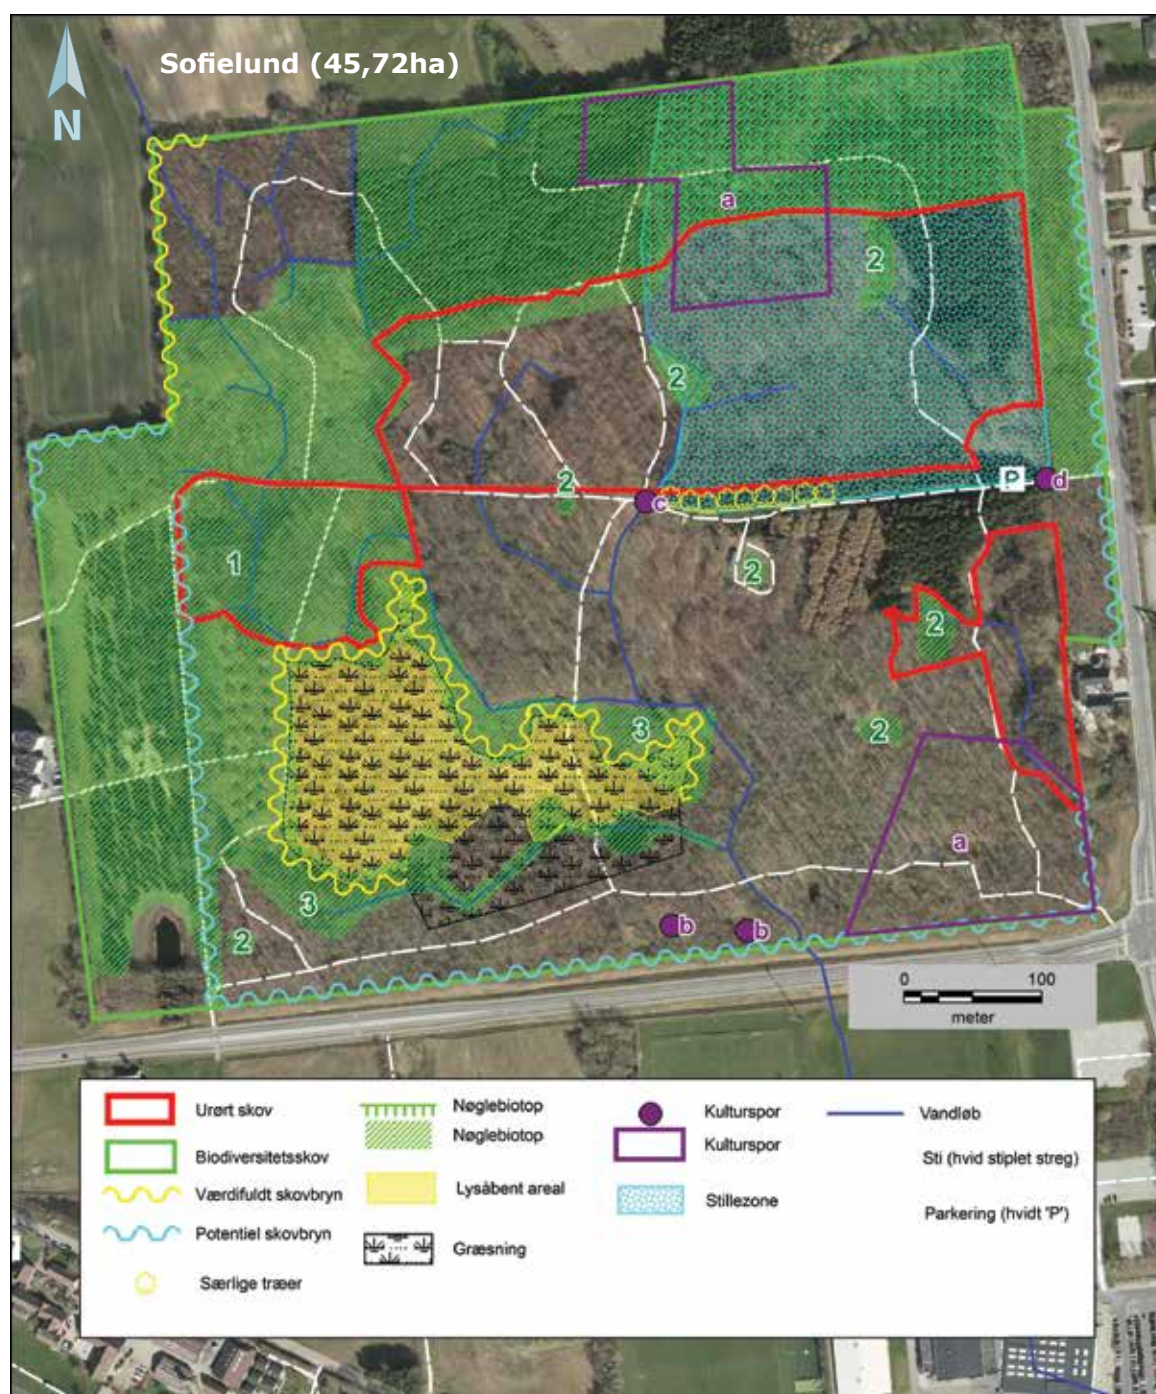 Sofielund (45,72ha)
N
a
2
2
2
P
d
c
1
2
2
3
2
a
3
2
b
b
0 100
meter
Urørt skov
Biodiversitetsskov
Værdifuldt skovbryn
Potentiel skovbryn
Særlige træer
Nøglebiotop
Nøglebiotop
Lysåbent areal
Græsning
Kulturspor
Kulturspor
Stillezone
Vandløb
Sti (hvid stiplet streg)
Parkering (hvidt 'P')